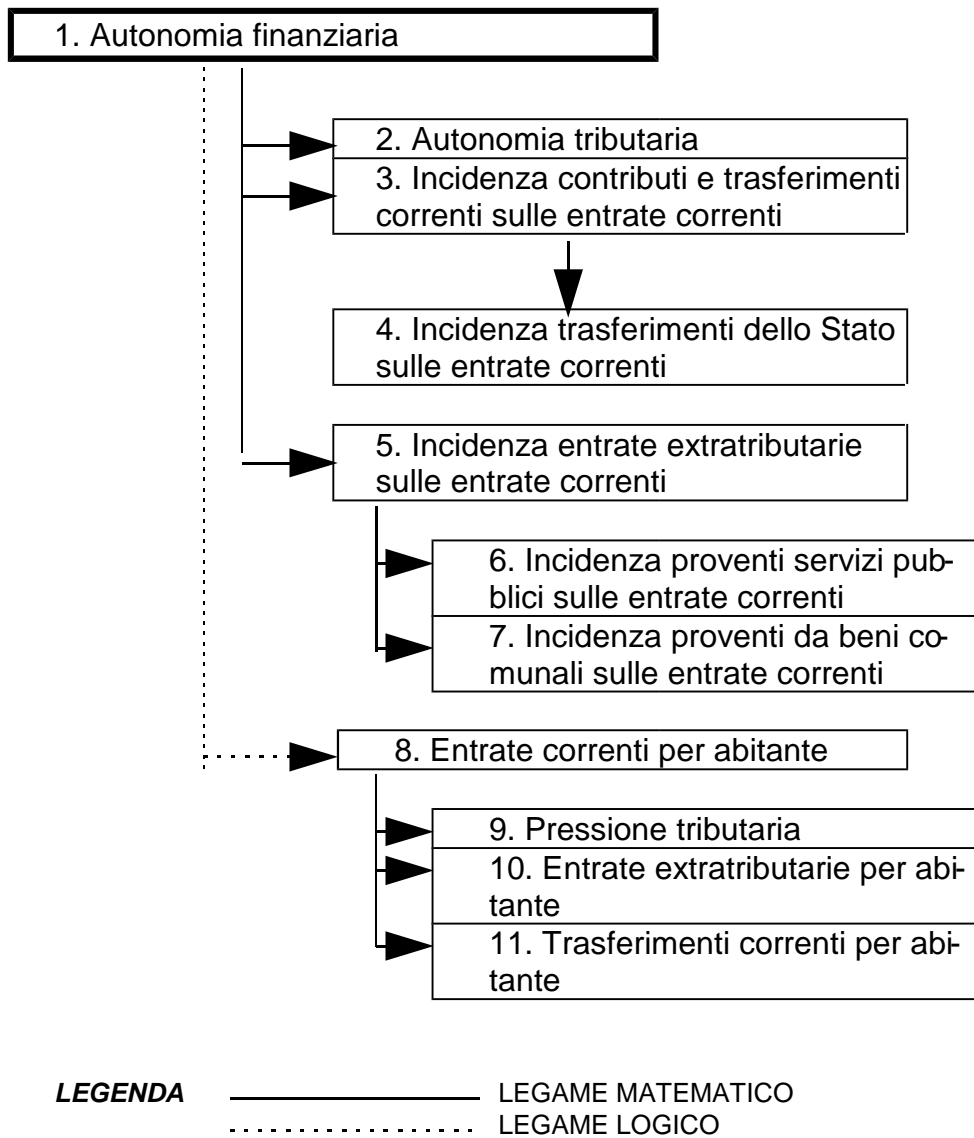 1. Autonomia finanziaria
2. Autonomia tributaria
3. Incidenza contributi e trasferimenti
correnti sulle entrate correnti
4. Incidenza trasferimenti dello Stato
sulle entrate correnti
5. Incidenza entrate extratributarie
sulle entrate correnti
6. Incidenza proventi servizi pub-
blici sulle entrate correnti
7. Incidenza proventi da beni co-
munali sulle entrate correnti
8. Entrate correnti per abitante
9. Pressione tributaria
10. Entrate extratributarie per abi-
tante
11. Trasferimenti correnti per abi-
tante
LEGENDA LEGAME MATEMATICO
LEGAME LOGICO